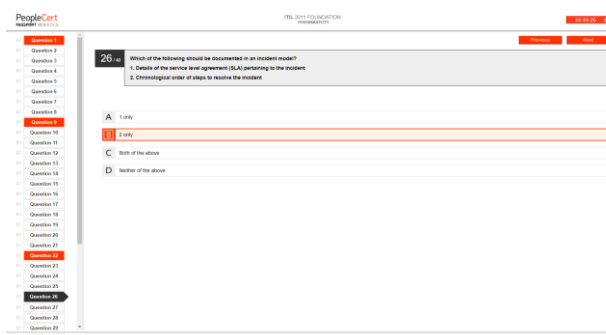 PeopleCert
ITIL 2011 FOUNDATION
Previous
Next
Question 1
Question 2
Question 3
Question 4
Question 5
Question 6
Question 7
Question 8
Question 9
Question 10
Question 11
Question 12
Question 13
Question 14
Question 15
Question 16
Question 17
Question 18
Question 19
Question 20
Question 21
Question 22
Question 23
Question 24
Question 25
Question 26
Question 27
Question 28
Question 29
26
Which of the following should be documented in an incident model?
1. Details of the service level agreement (SLA) pertaining to the incident
2. Chronological order of steps to resolve the incident
A 1 only
B 2 only
C Both of the above
D Neither of the above